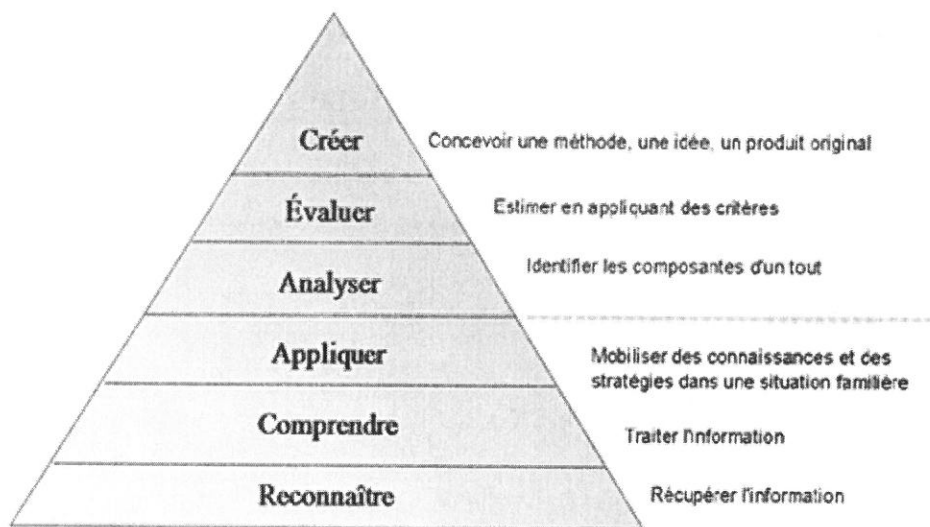 Créer Concevoir une méthode, une idée, un produit original
Évaluer Estimer en appliquant des critères
Analyser Identifier les composantes d'un tout
Appliquer Mobiliser des connaissances et des
stratégies dans une situation familière
Comprendre Traiter l'information
Reconnaître Récupérer l'information